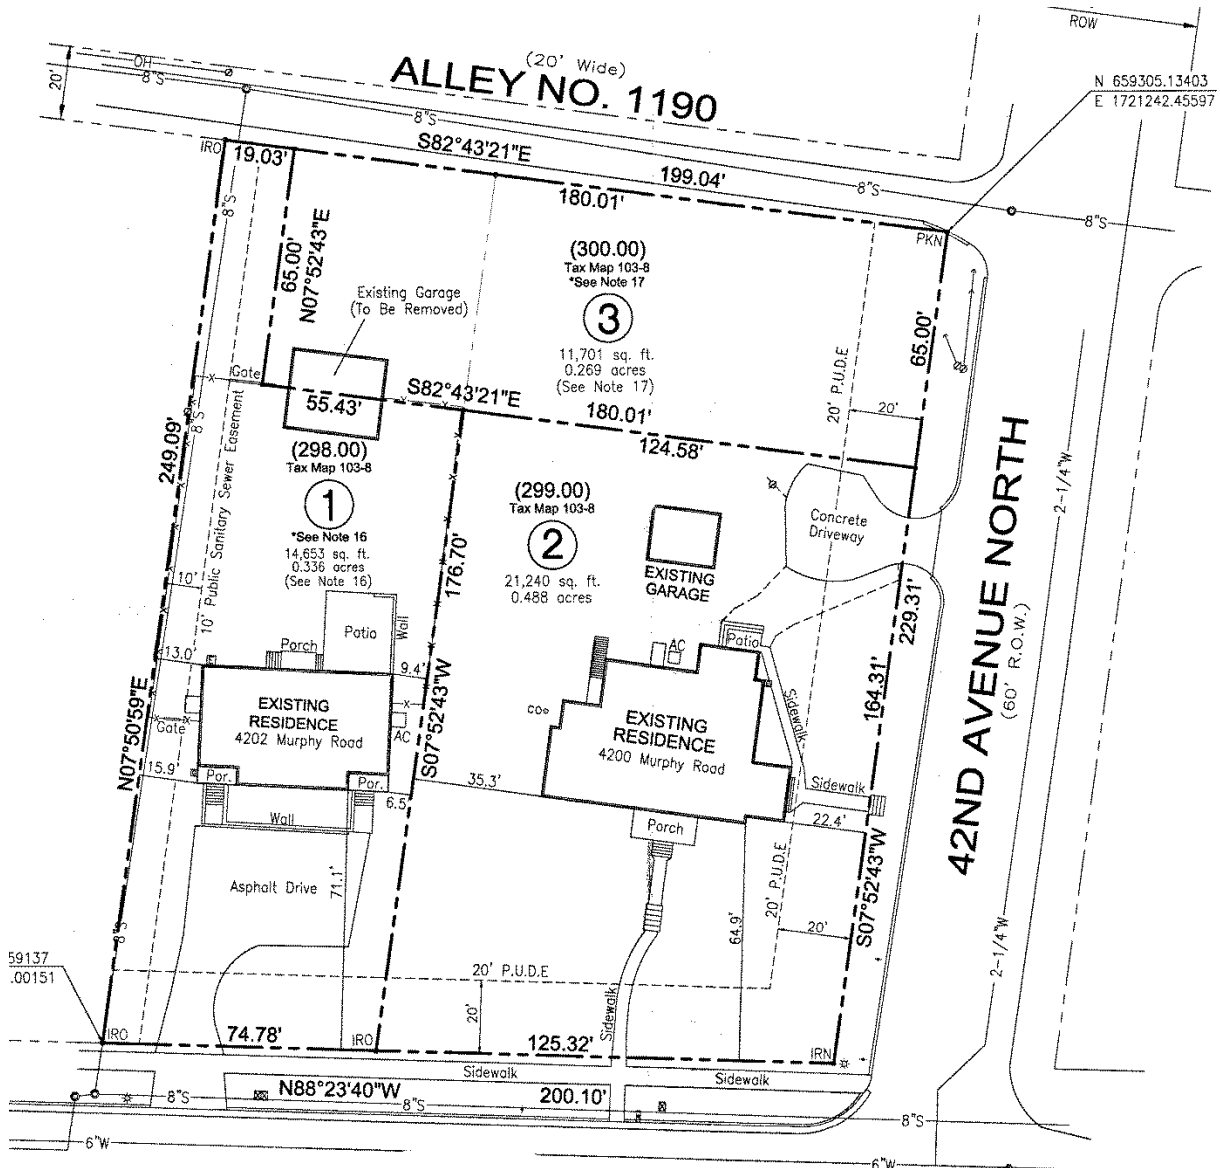 ROW
(20' Wide)
ALLEY NO. 1190
N 659305.13403
E 1721242.45597
OH
8"S
20'
8"S
IRO
19.03'
S82°43'21"E
199.04'
180.01'
8"S
8"S
PKN
8"S
65.00'
N07°52'43"E
(300.00)
Tax Map 103-8
*See Note 17
3
11,701 sq. ft.
0.269 acres
(See Note 17)
Existing Garage
(To Be Removed)
65.00'
20' P.U.D.E
20'
Gate
S82°43'21"E
55.43'
180.01'
124.58'
8"S
249.09'
10' Public Sanitary Sewer Easement
(298.00)
Tax Map 103-8
1
*See Note 16
14,653 sq. ft.
0.336 acres
(See Note 16)
176.70'
(299.00)
Tax Map 103-8
2
21,240 sq. ft.
0.488 acres
EXISTING
GARAGE
Concrete
Driveway
2-1/4"W
42ND AVENUE NORTH
(60' R.O.W.)
229.31'
10'
Patio
Wall
Porch
13.0'
9.4'
AC
Patio
164.31'
N07°50'59"E
EXISTING
RESIDENCE
4202 Murphy Road
S07°52'43"W
CO
EXISTING
RESIDENCE
4200 Murphy Road
Sidewalk
Gate
AC
15.9'
Por.
Por.
6.5'
35.3'
Sidewalk
22.4'
Wall
Porch
S07°52'43"W
Asphalt Drive
71.1'
20' P.U.D.E
64.9'
20'
8"S
2-1/4"W
59137
.00151
20' P.U.D.E
20'
Sidewalk
IRO
74.78'
IRO
125.32'
IRN
Sidewalk
Sidewalk
N88°23'40"W
200.10'
8"S
8"S
8"S
6"W
6"W